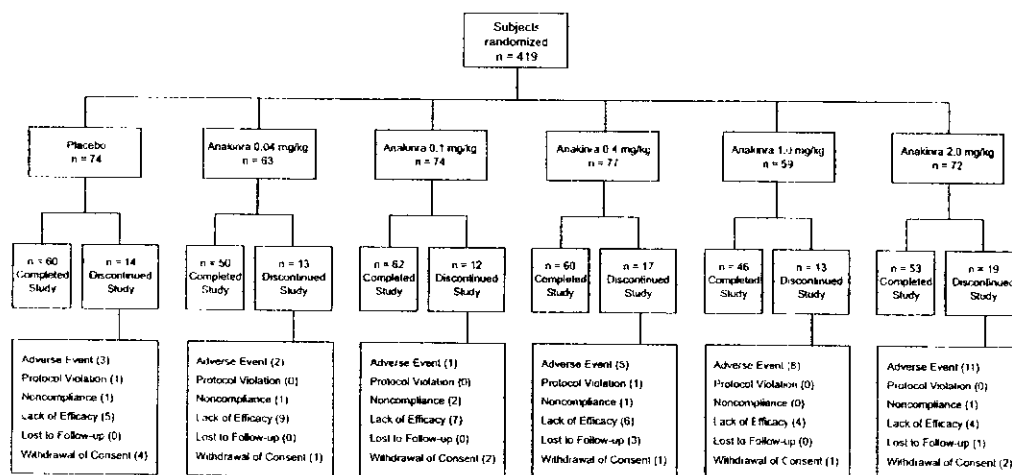 Subjects
randomized
n = 419
Placebo
n = 74
Anakinra 0.04 mg/kg
n = 63
Anakinra 0.1 mg/kg
n = 74
Anakinra 0.4 mg/kg
n = 77
Anakinra 1.0 mg/kg
n = 59
Anakinra 2.0 mg/kg
n = 72
n = 60
Completed
Study
n = 14
Discontinued
Study
n = 50
Completed
Study
n = 13
Discontinued
Study
n = 62
Completed
Study
n = 12
Discontinued
Study
n = 60
Completed
Study
n = 17
Discontinued
Study
n = 46
Completed
Study
n = 13
Discontinued
Study
n = 53
Completed
Study
n = 19
Discontinued
Study
Adverse Event (3)
Protocol Violation (1)
Noncompliance (1)
Lack of Efficacy (5)
Lost to Follow-up (0)
Withdrawal of Consent (4)
Adverse Event (2)
Protocol Violation (0)
Noncompliance (1)
Lack of Efficacy (9)
Lost to Follow-up (0)
Withdrawal of Consent (1)
Adverse Event (1)
Protocol Violation (0)
Noncompliance (2)
Lack of Efficacy (7)
Lost to Follow-up (0)
Withdrawal of Consent (2)
Adverse Event (5)
Protocol Violation (1)
Noncompliance (1)
Lack of Efficacy (6)
Lost to Follow-up (3)
Withdrawal of Consent (1)
Adverse Event (8)
Protocol Violation (0)
Noncompliance (0)
Lack of Efficacy (4)
Lost to Follow-up (0)
Withdrawal of Consent (1)
Adverse Event (11)
Protocol Violation (0)
Noncompliance (1)
Lack of Efficacy (4)
Lost to Follow-up (1)
Withdrawal of Consent (2)